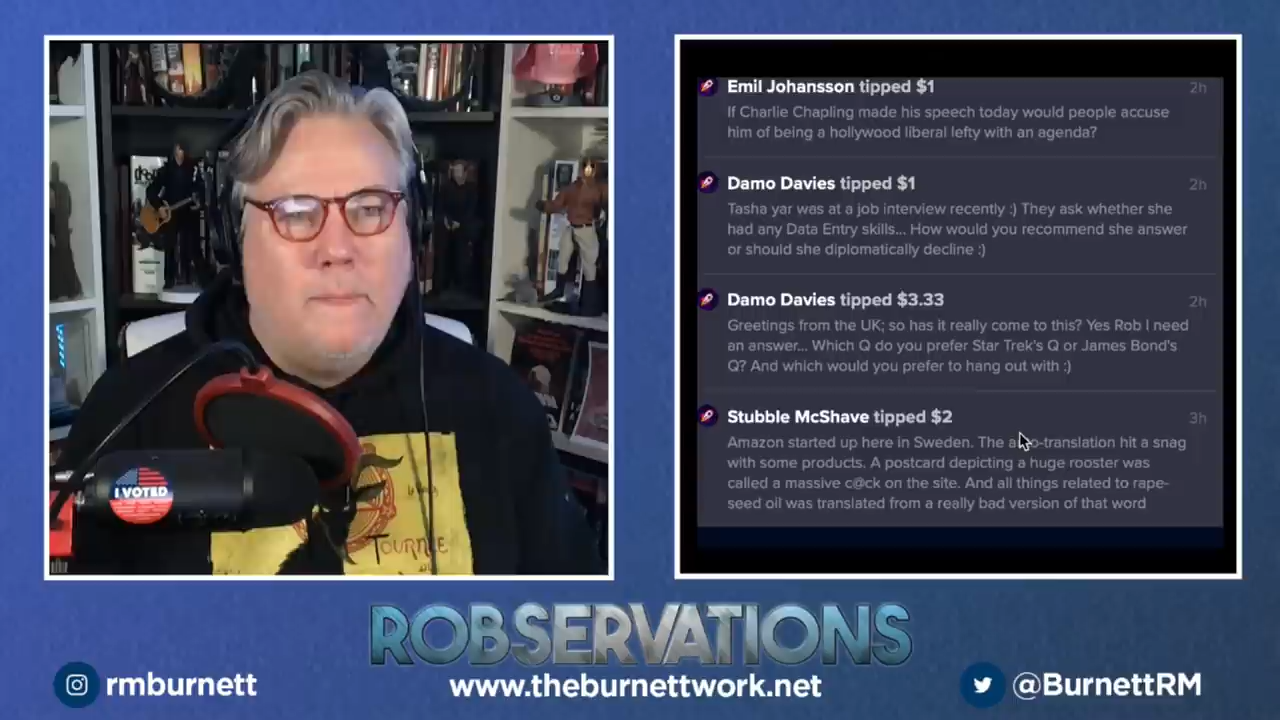 Emil Johansson tipped $1
2h
If Charlie Chapling made his speech today would people accuse
him of being a hollywood liberal lefty with an agenda?
Damo Davies tipped $1
2h
Tasha yar was at a job interview recently :) They ask whether she
had any Data Entry skills... How would you recommend she answer
or should she diplomatically decline :)
Damo Davies tipped $3.33
2h
Greetings from the UK; so has it really come to this? Yes Rob I need
an answer... Which Q do you prefer Star Trek's Q or James Bond's
Q? And which would you prefer to hang out with :)
Stubble McShave tipped $2
3h
Amazon started up here in Sweden. The a o-translation hit a snag
with some products. A postcard depicting a huge rooster was
called a massive c@ck on the site. And all things related to rape-
seed oil was translated from a really bad version of that word
I VOTED
TOURNÉE
ROBSERVATIONS
rmburnett
www.theburnettwork.net
@BurnettRM